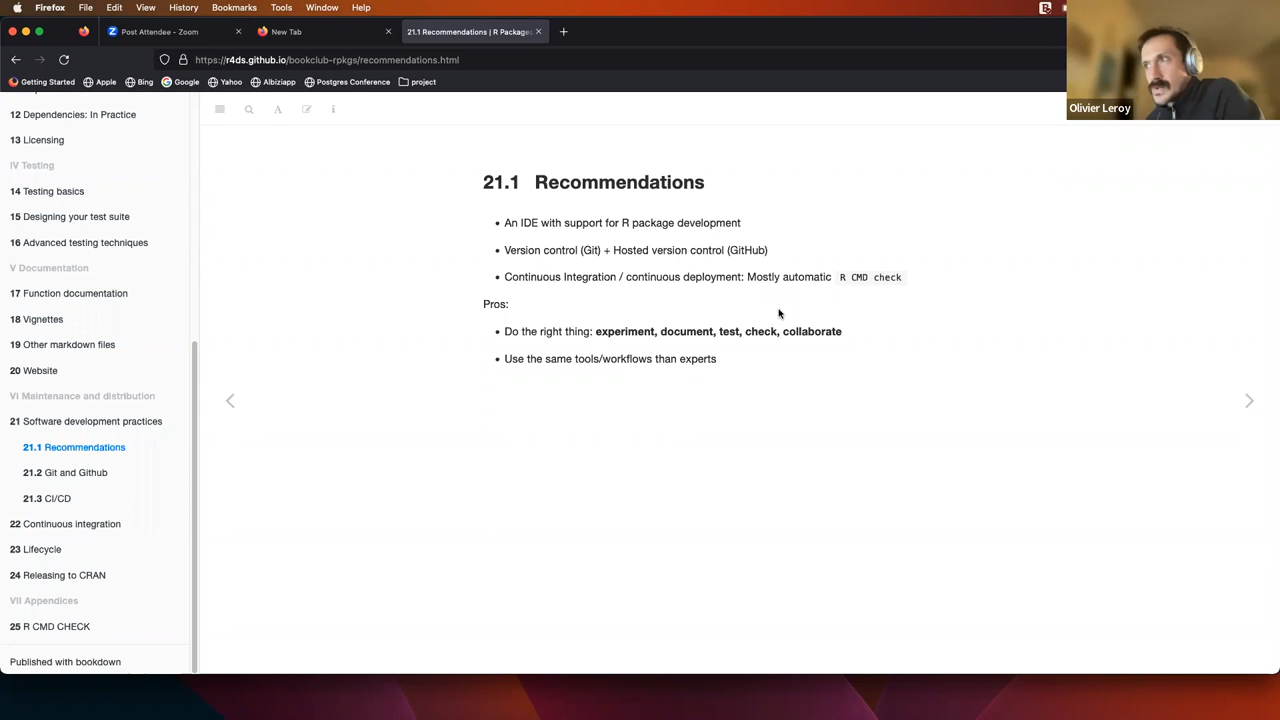 Firefox File Edit View History Bookmarks Tools Window Help
Post Attendee - Zoom
New Tab
21.1 Recommendations | R Package
https://r4ds.github.io/bookclub-rpkgs/recommendations.html
Getting Started Apple Bing Google Yahoo Albiziapp Postgres Conference project
Olivier Leroy
12 Dependencies: In Practice
13 Licensing
IV Testing
14 Testing basics
15 Designing your test suite
16 Advanced testing techniques
V Documentation
17 Function documentation
18 Vignettes
19 Other markdown files
20 Website
VI Maintenance and distribution
21 Software development practices
21.1 Recommendations
21.2 Git and Github
21.3 CI/CD
22 Continuous integration
23 Lifecycle
24 Releasing to CRAN
VII Appendices
25 R CMD CHECK
Published with bookdown
21.1 Recommendations
• An IDE with support for R package development
• Version control (Git) + Hosted version control (GitHub)
• Continuous Integration / continuous deployment: Mostly automatic R CMD check
Pros:
• Do the right thing: experiment, document, test, check, collaborate
• Use the same tools/workflows than experts